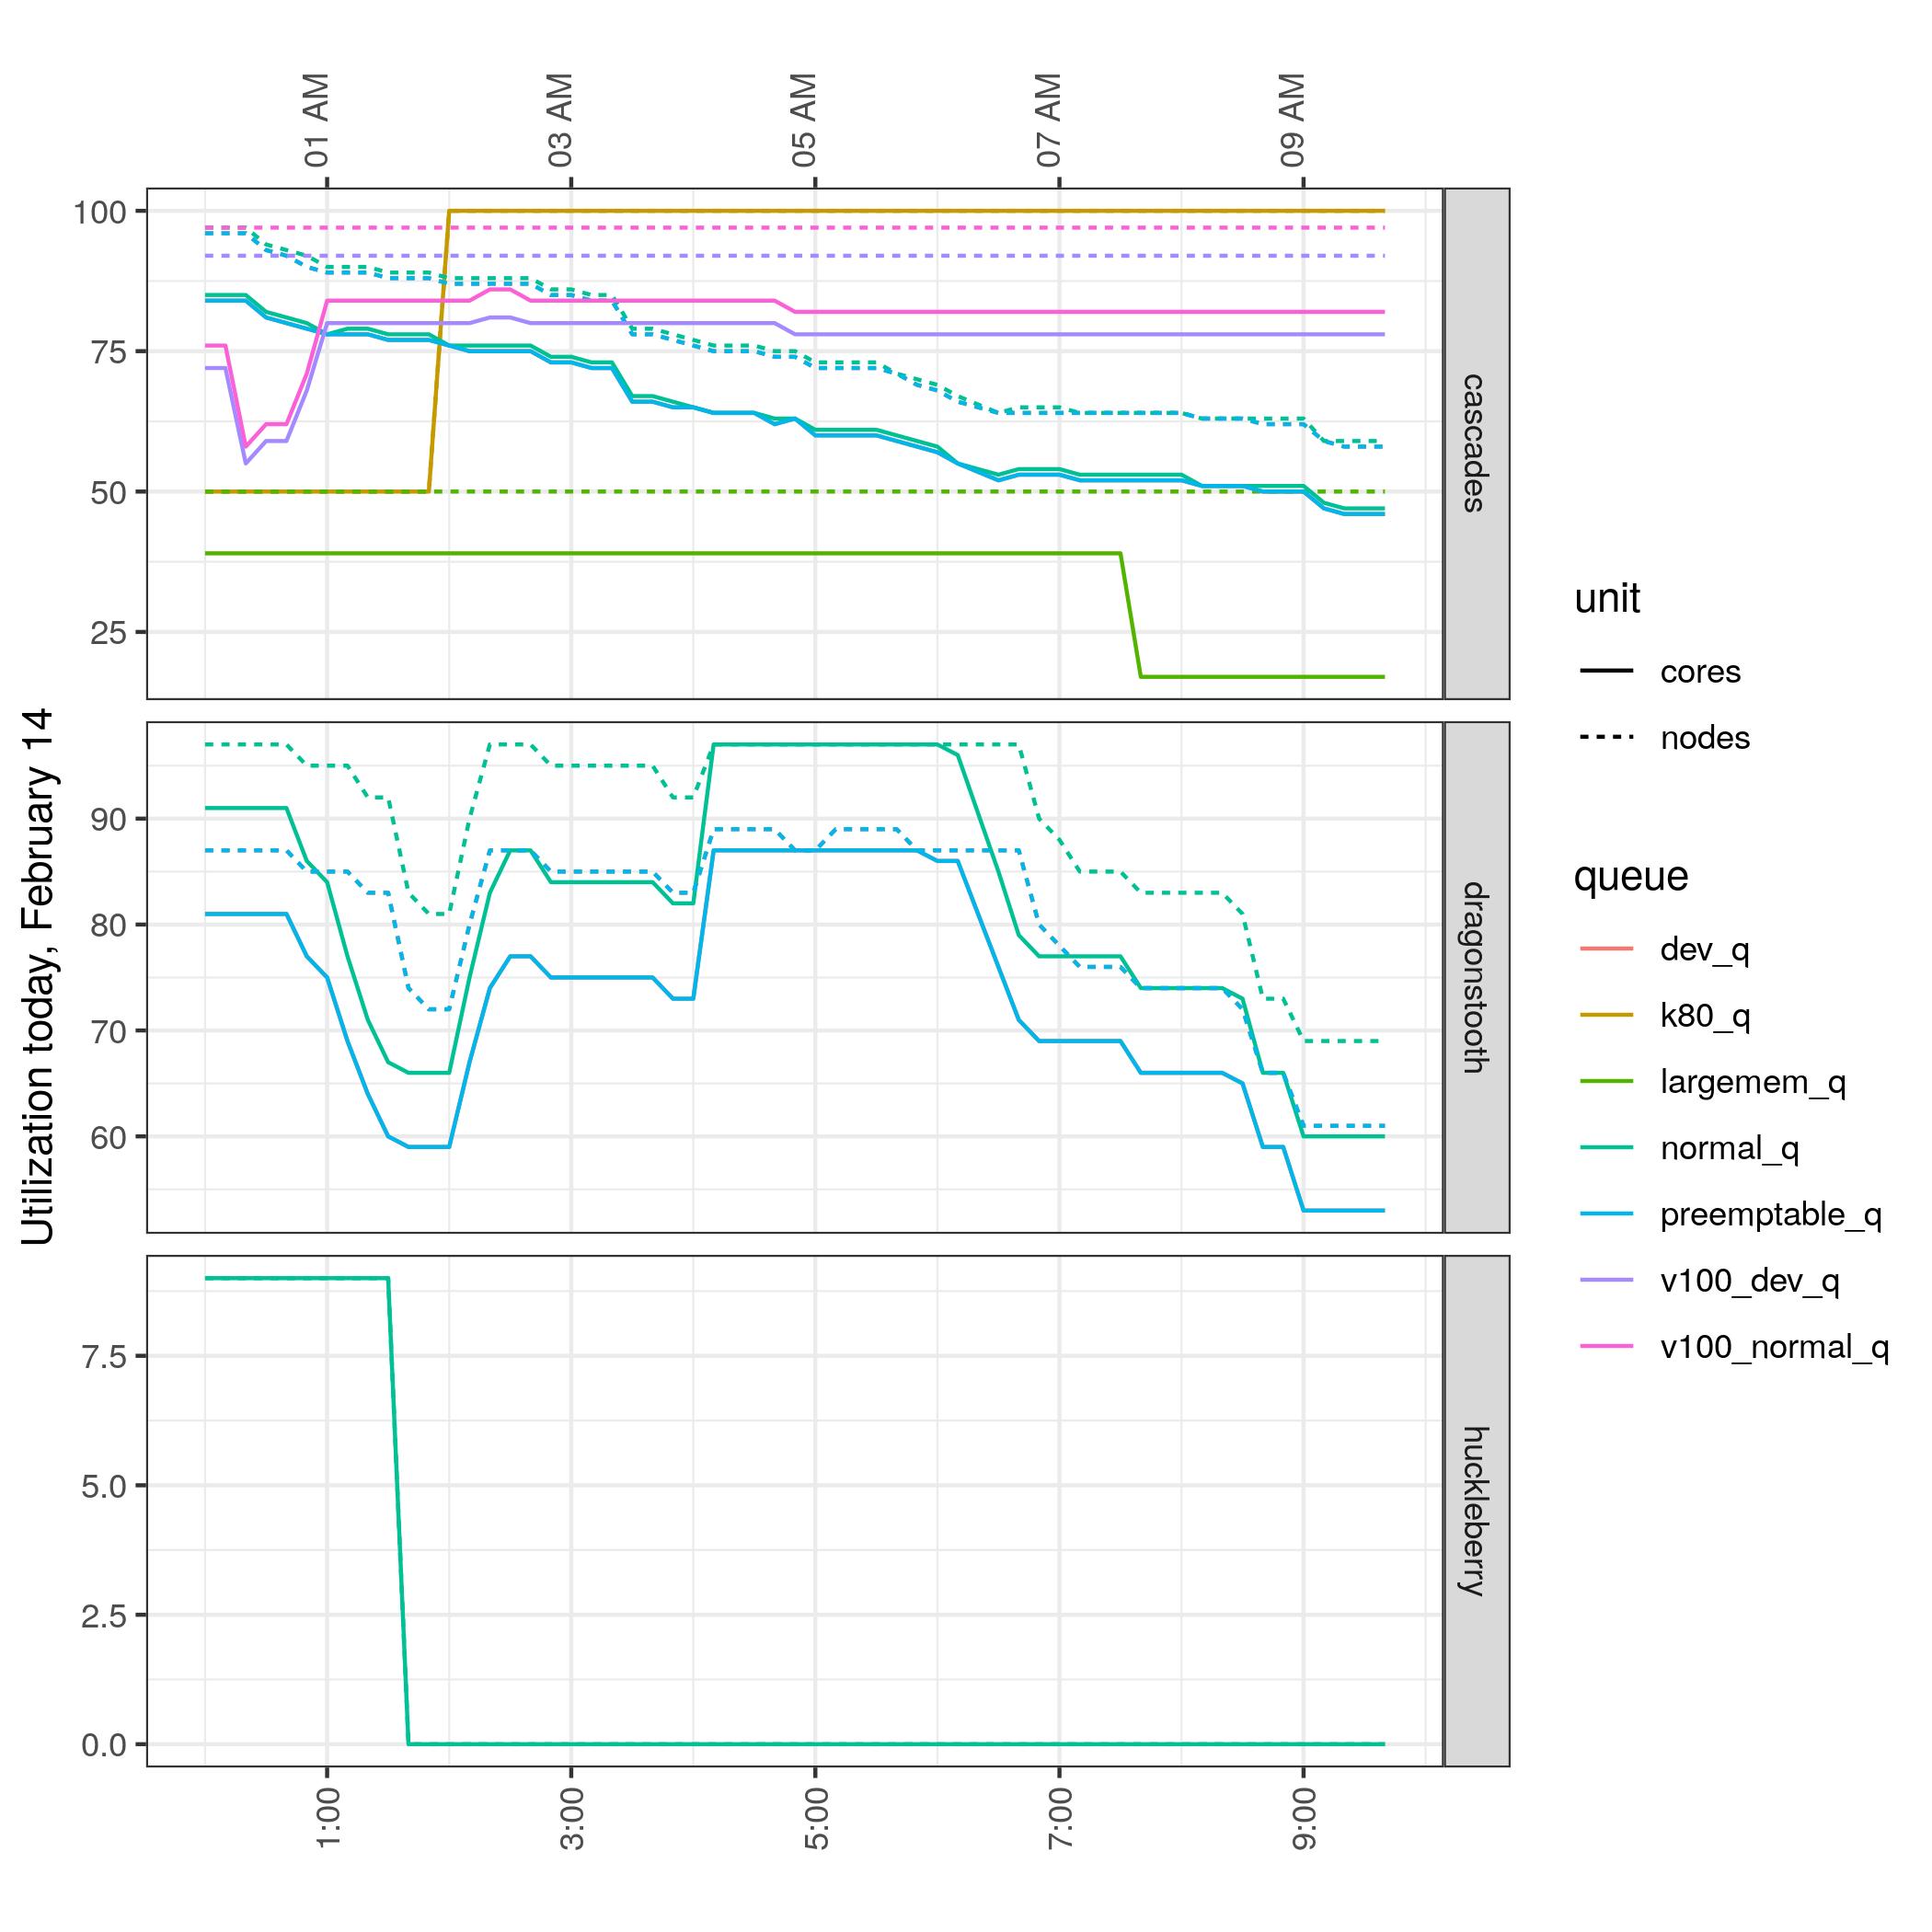 01 AM
03 AM
05 AM
07 AM
09 AM
Utilization today, February 14
100
75
50
25
cascades
90
80
70
60
dragonstooth
7.5
5.0
2.5
0.0
huckleberry
1:00
3:00
5:00
7:00
9:00
unit
cores
nodes
queue
dev_q
k80_q
largemem_q
normal_q
preemptable_q
v100_dev_q
v100_normal_q